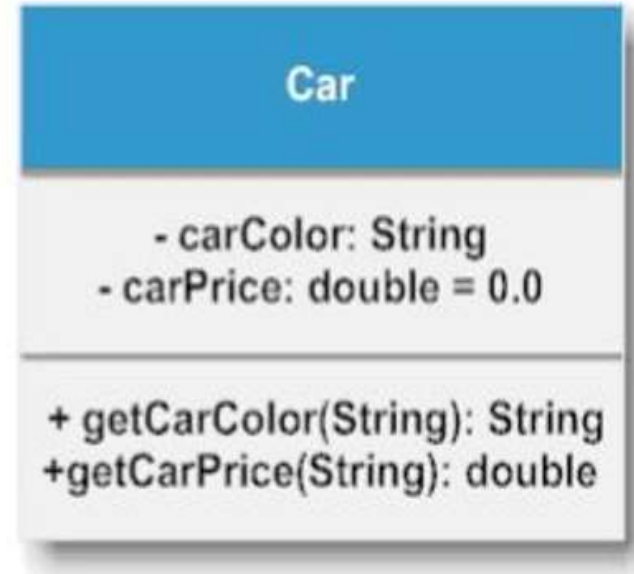 Car
- carColor: String
- carPrice: double = 0.0
+ getCarColor(String): String
+getCarPrice(String): double